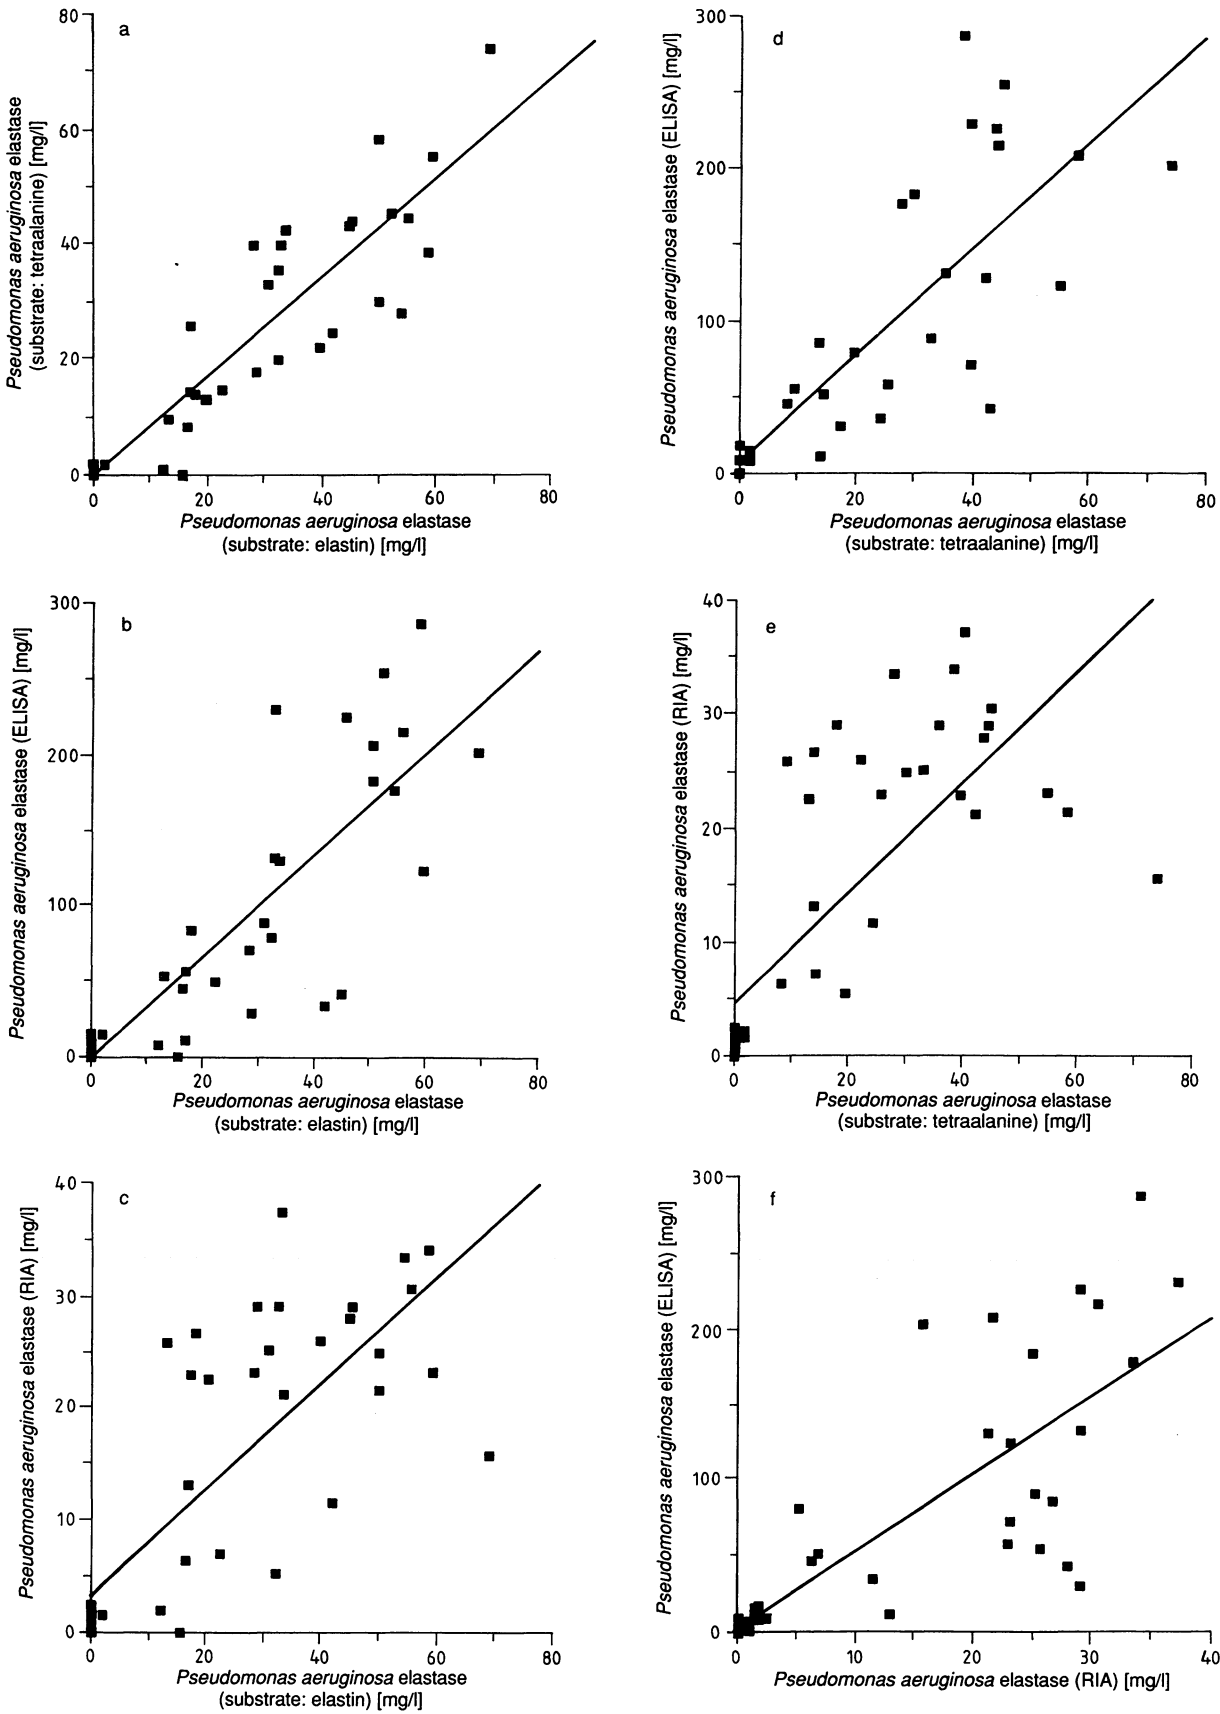 a
80
60
40
20
0
Pseudomonas aeruginosa elastase
(substrate: tetraalanine) [mg/l]
0 20 40 60 80
Pseudomonas aeruginosa elastase
(substrate: elastin) [mg/l]
b
300
200
100
0
Pseudomonas aeruginosa elastase (ELISA) [mg/l]
0 20 40 60 80
Pseudomonas aeruginosa elastase
(substrate: elastin) [mg/l]
c
40
30
20
10
0
Pseudomonas aeruginosa elastase (RIA) [mg/l]
0 20 40 60 80
Pseudomonas aeruginosa elastase
(substrate: elastin) [mg/l]
d
300
200
100
0
Pseudomonas aeruginosa elastase (ELISA) [mg/l]
0 20 40 60 80
Pseudomonas aeruginosa elastase
(substrate: tetraalanine) [mg/l]
e
40
30
20
10
0
Pseudomonas aeruginosa elastase (RIA) [mg/l]
0 20 40 60 80
Pseudomonas aeruginosa elastase
(substrate: tetraalanine) [mg/l]
f
300
200
100
0
Pseudomonas aeruginosa elastase (ELISA) [mg/l]
0 10 20 30 40
Pseudomonas aeruginosa elastase (RIA) [mg/l]